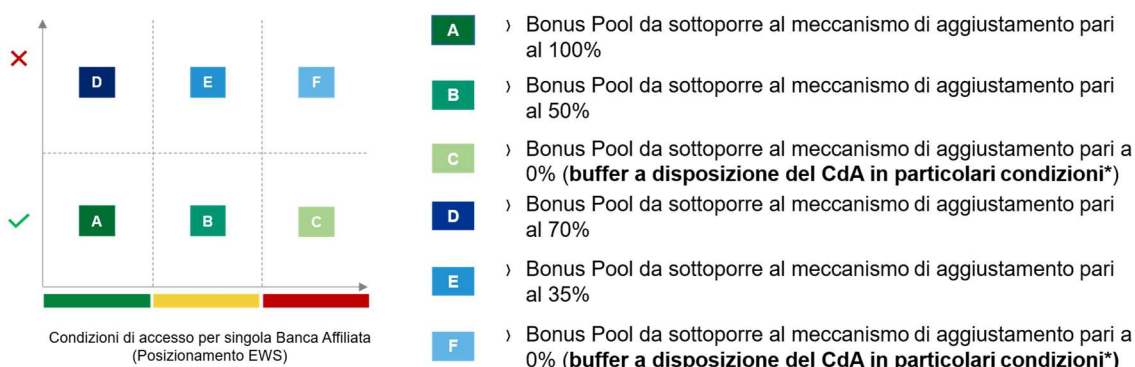 D
E
F
A
B
C
Condizioni di accesso per singola Banca Affiliata
(Posizionamento EWS)
A
› Bonus Pool da sottoporre al meccanismo di aggiustamento pari
al 100%
B
› Bonus Pool da sottoporre al meccanismo di aggiustamento pari
al 50%
C
› Bonus Pool da sottoporre al meccanismo di aggiustamento pari a
0% (buffer a disposizione del CdA in particolari condizioni*)
D
› Bonus Pool da sottoporre al meccanismo di aggiustamento pari
al 70%
E
› Bonus Pool da sottoporre al meccanismo di aggiustamento pari
al 35%
F
› Bonus Pool da sottoporre al meccanismo di aggiustamento pari a
0% (buffer a disposizione del CdA in particolari condizioni*)